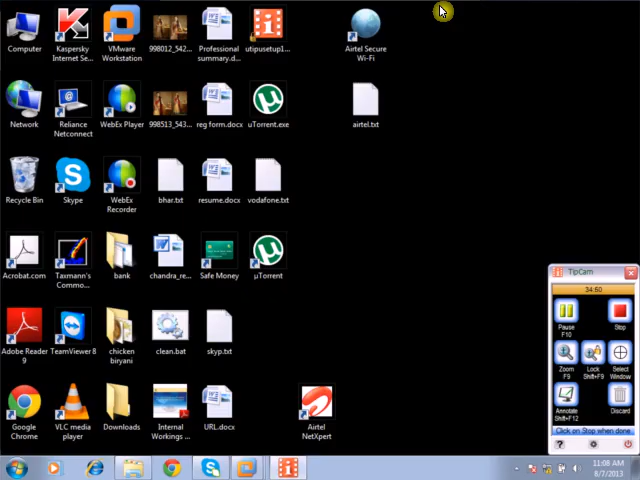 Computer
Kaspersky
Internet Se...
VMware
Workstation
998012_542...
Professional
summary.d...
utipusetup1...
Airtel Secure
Wi-Fi
Network
Reliance
Netconnect
WebEx Player
998513_543...
reg form.docx
uTorrent.exe
airtel.txt
Recycle Bin
Skype
WebEx
Recorder
bhar.txt
resume.docx
vodafone.txt
Acrobat.com
Taxmann's
Commo...
bank
chandra_re...
Safe Money
µTorrent
Adobe Reader
9
TeamViewer 8
chicken
biryani
clean.bat
skyp.txt
Google
Chrome
VLC media
player
Downloads
Internal
Workings ...
URL.docx
Airtel
NetXpert
TipCam
34:60
Pause
F10
Stop
Zoom
F9
Lock
Shift+F9
Select
Window
Annotate
Shift+F12
Discard
Click on Stop when done
11:08 AM
8/7/2013